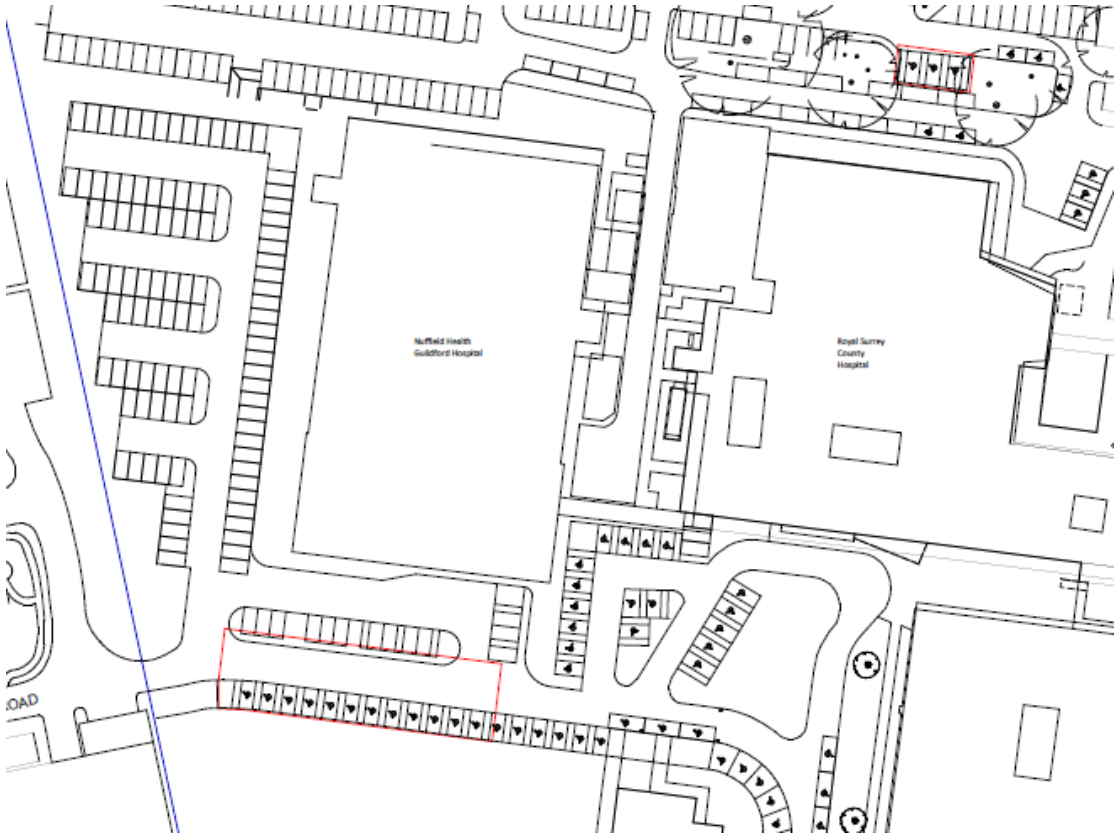 Nuffield Health
Guildford Hospital
Royal Surrey
County
Hospital
ROAD